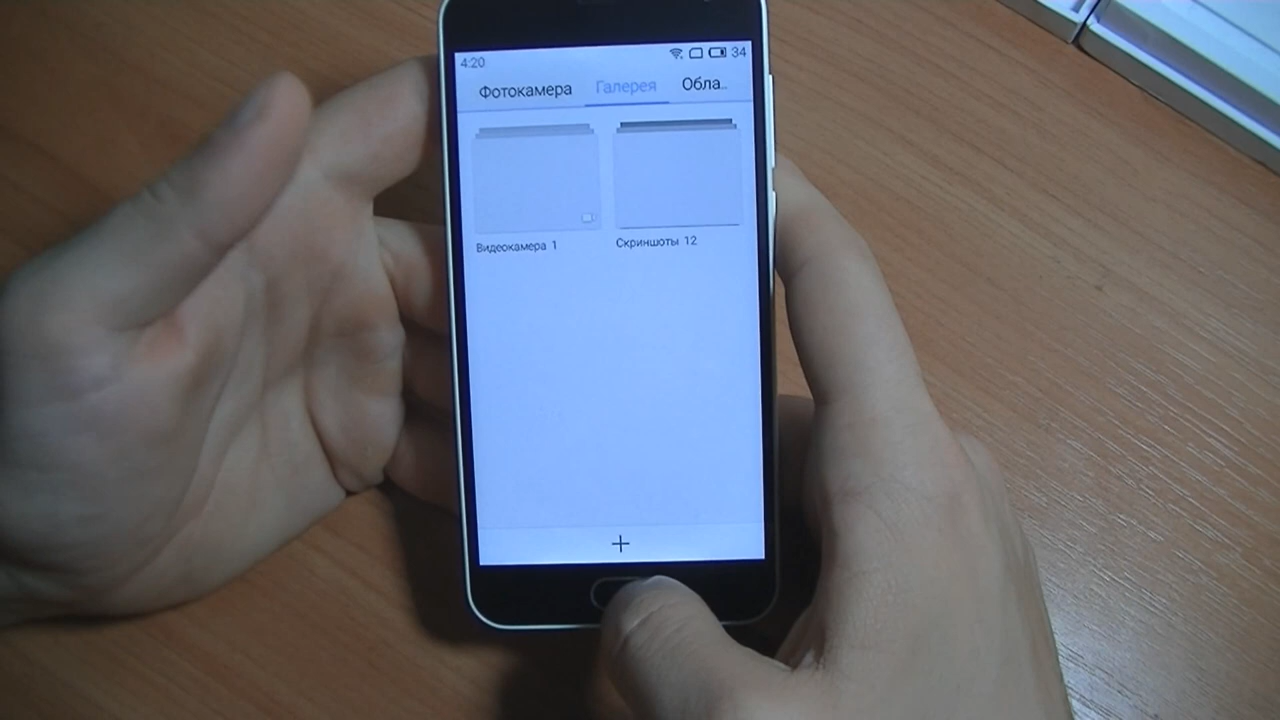 4:20 34
Фотокамера Галерея Обла..
Видеокамера 1 Скриншоты 12